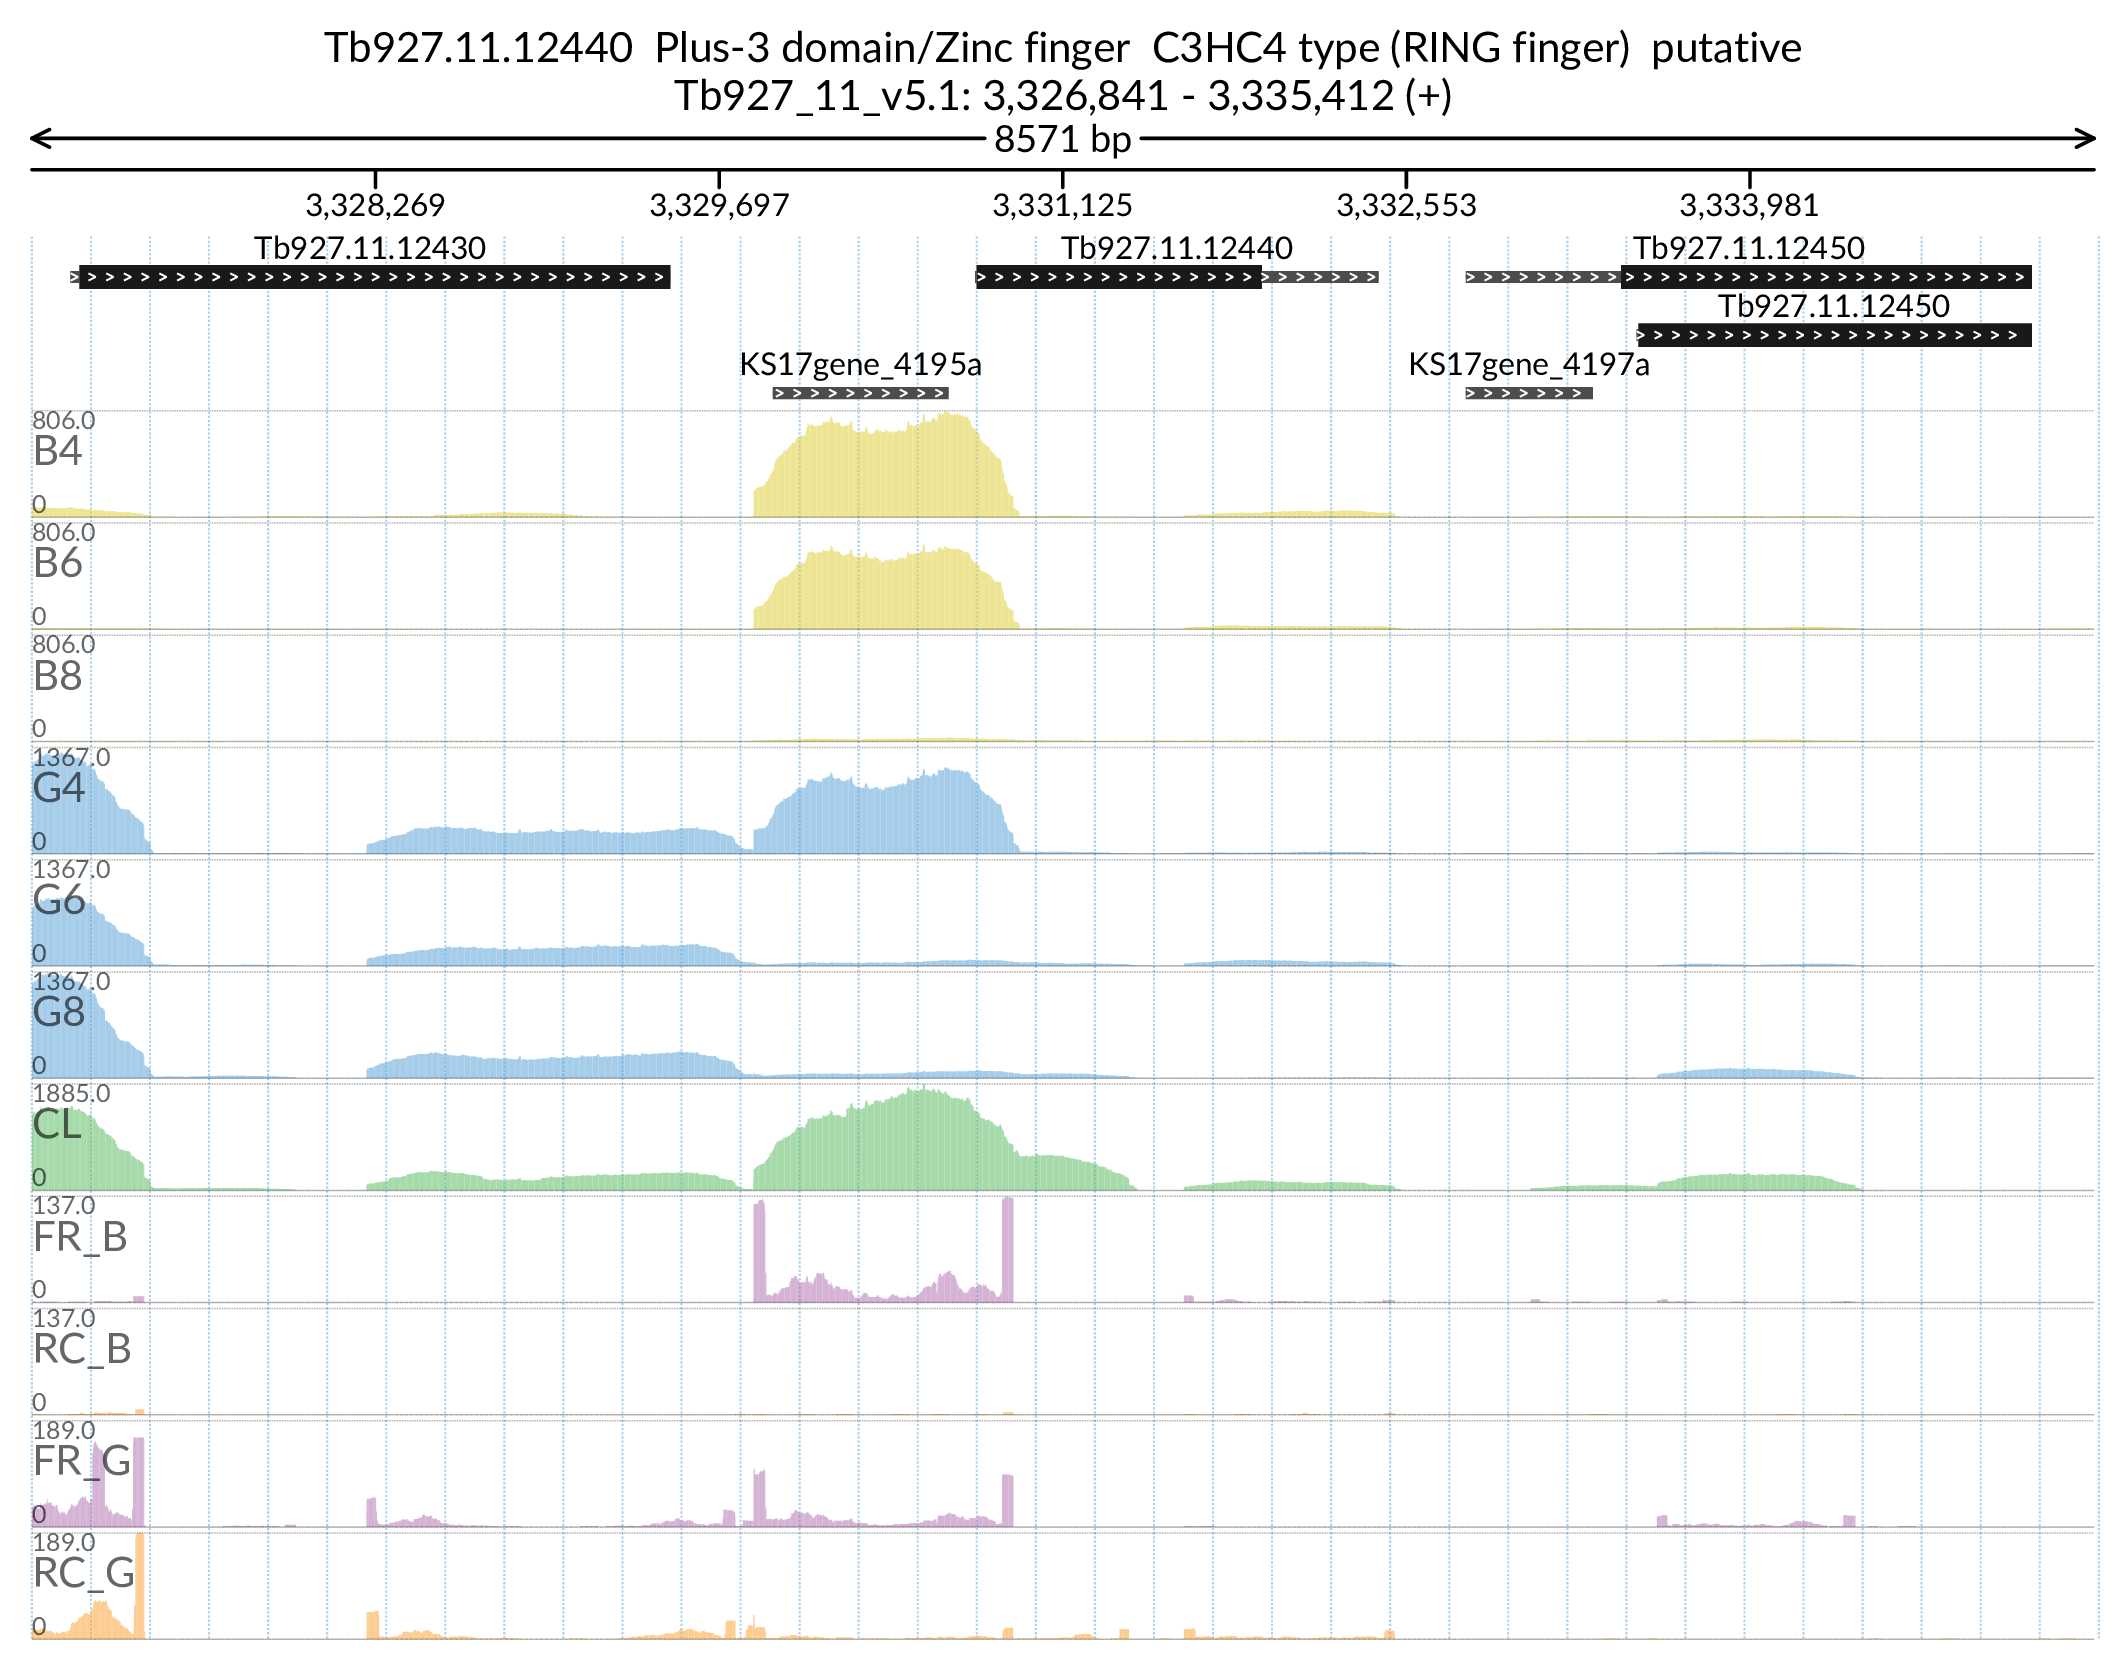 Tb927.11.12440  Plus-3 domain/Zinc finger  C3HC4 type (RING finger)  putative
Tb927_11_v5.1: 3,326,841 - 3,335,412 (+)
8571 bp
3,328,269 3,329,697 3,331,125 3,332,553 3,333,981
Tb927.11.12430 Tb927.11.12440 Tb927.11.12450
Tb927.11.12450
KS17gene_4195a KS17gene_4197a
806.0
B4
0
806.0
B6
0
806.0
B8
0
1367.0
G4
0
1367.0
G6
0
1367.0
G8
0
1885.0
CL
0
137.0
FR_B
0
137.0
RC_B
0
189.0
FR_G
0
189.0
RC_G
0